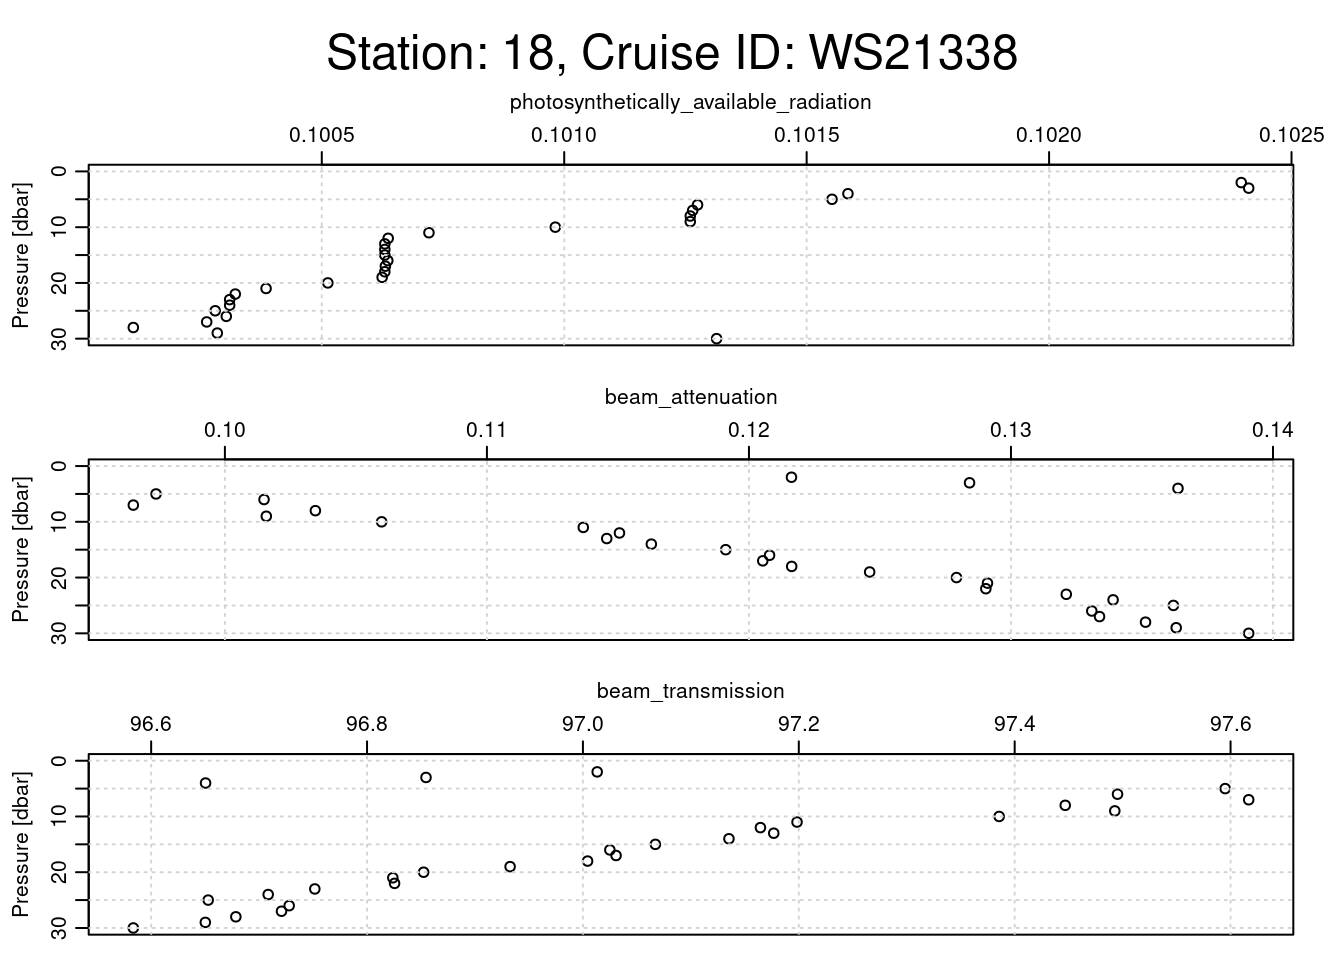 Station: 18, Cruise ID: WS21338
photosynthetically_available_radiation
0.1005 0.1010 0.1015 0.1020 0.1025
Pressure [dbar]
0 10 20 30
beam_attenuation
0.10 0.11 0.12 0.13 0.14
Pressure [dbar]
0 10 20 30
beam_transmission
96.6 96.8 97.0 97.2 97.4 97.6
Pressure [dbar]
0 10 20 30